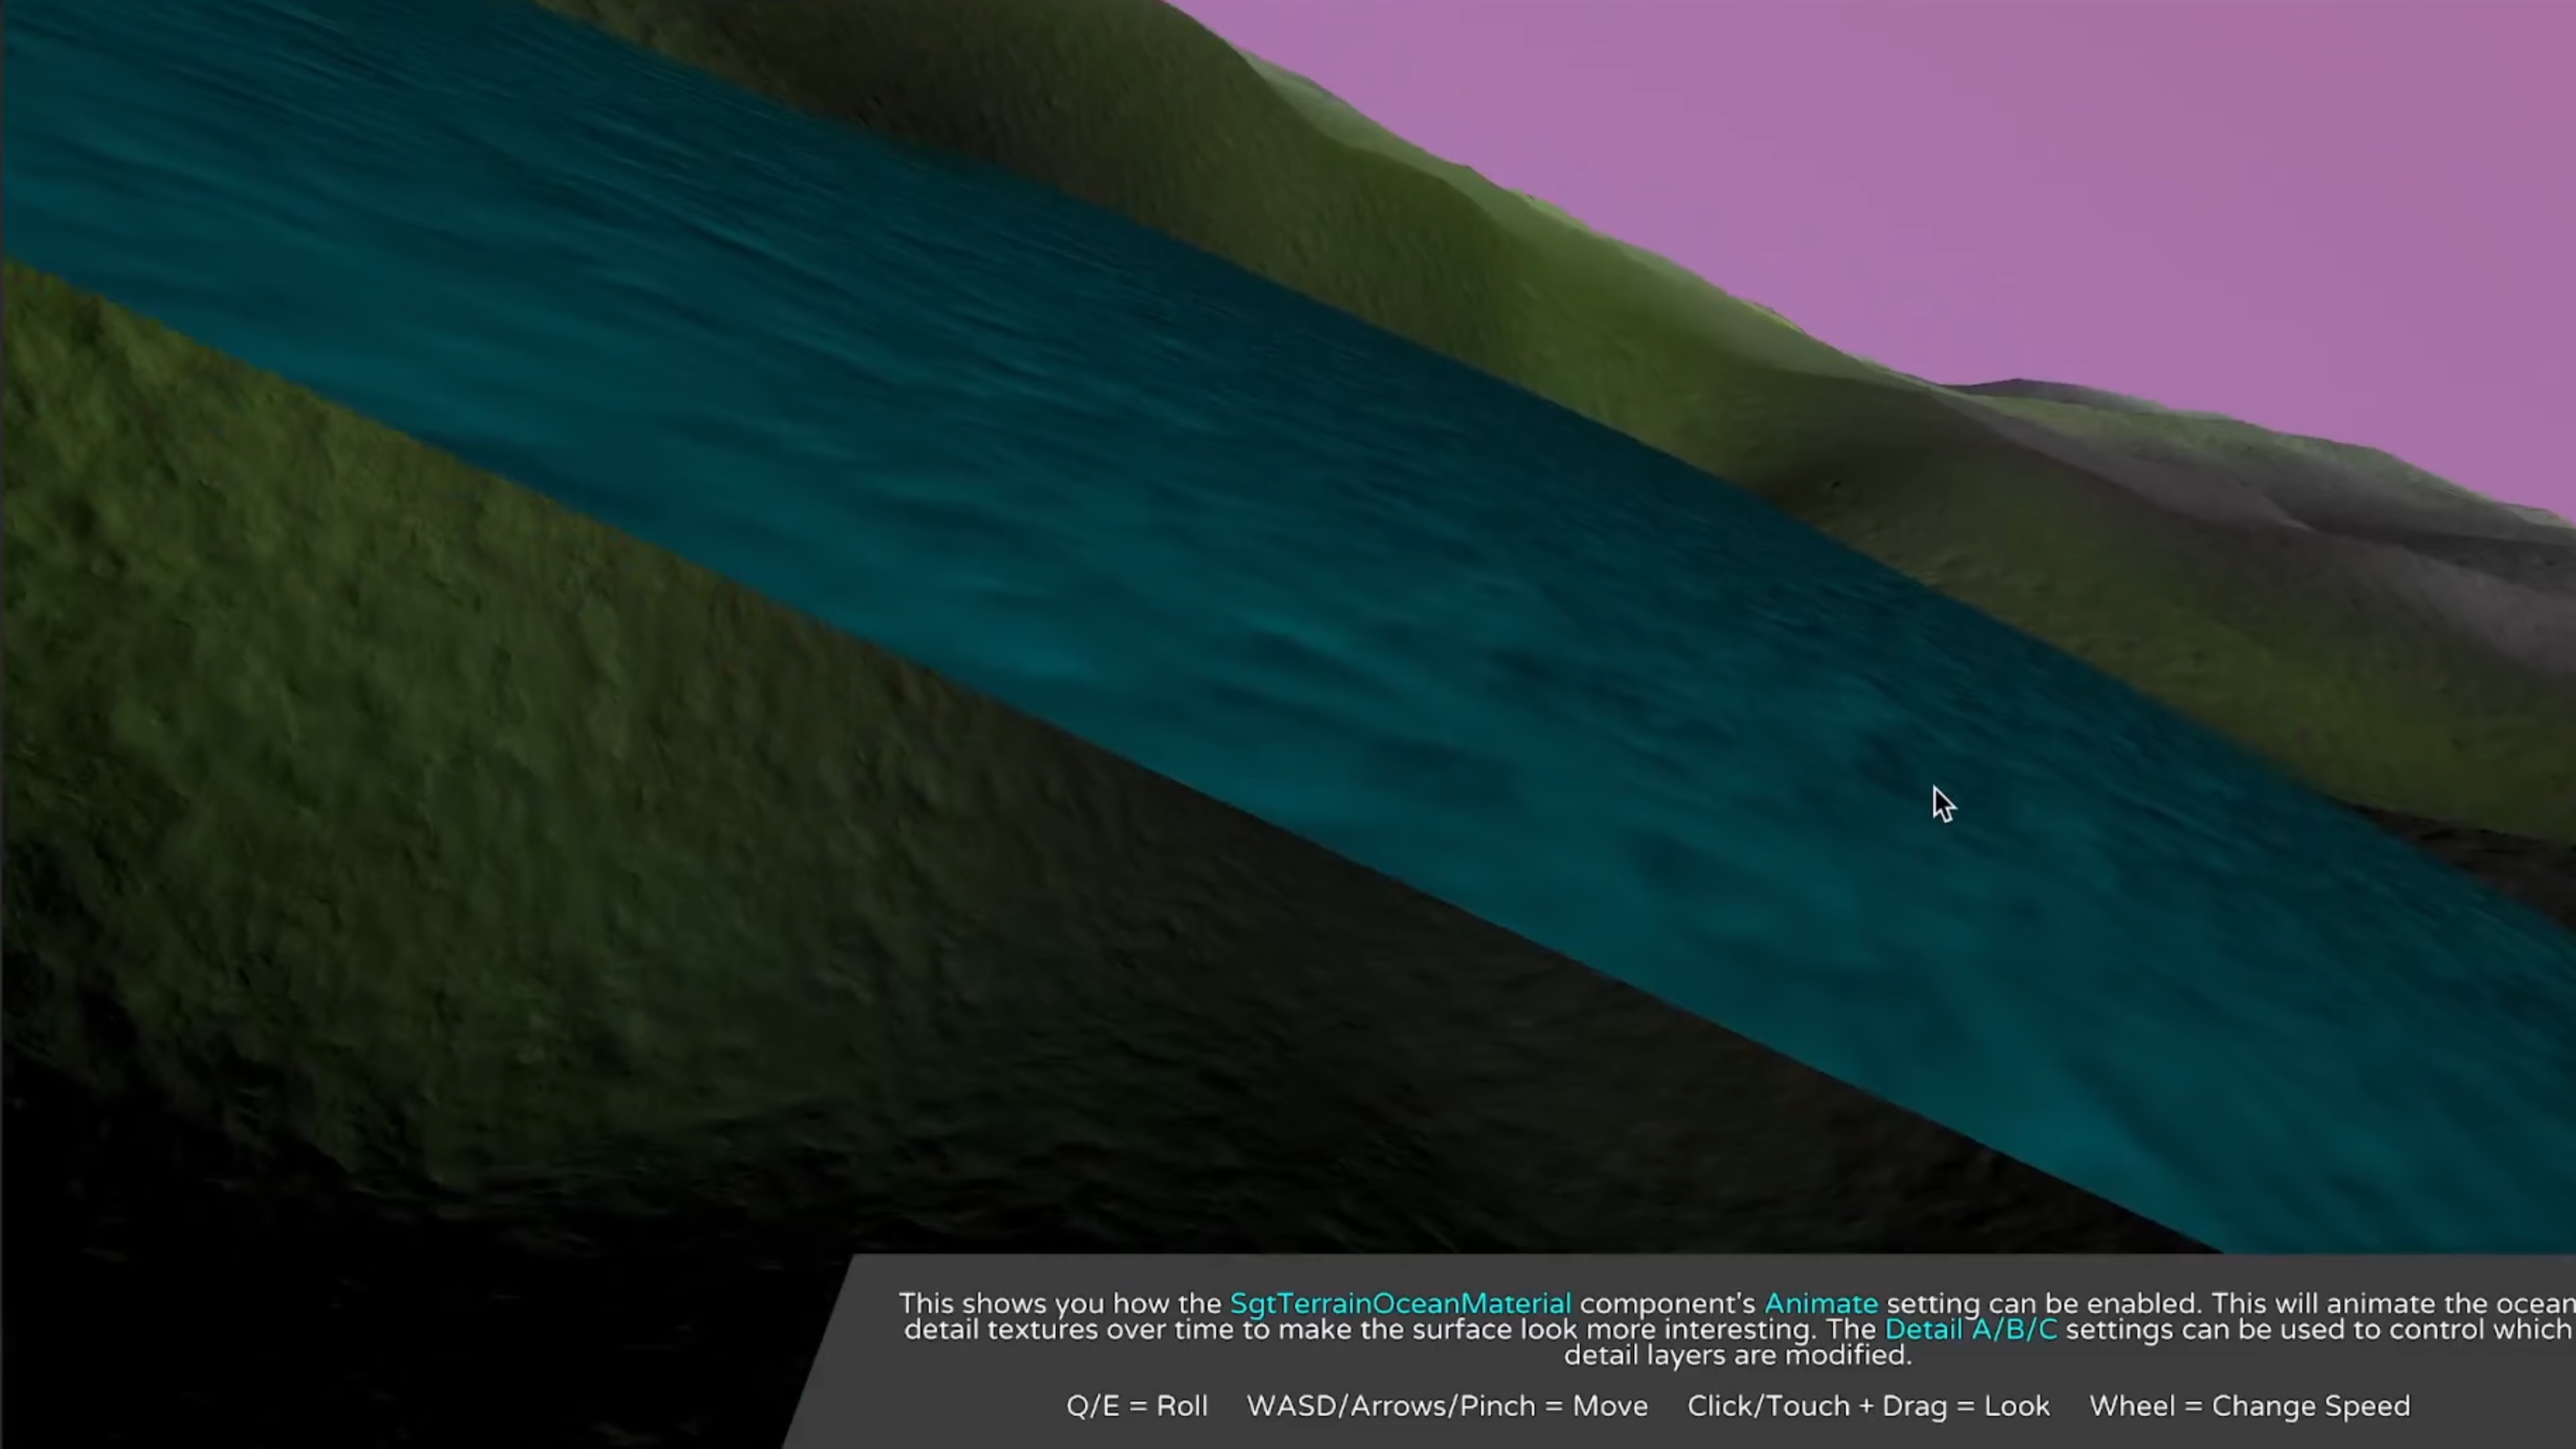 This shows you how the SgtTerrainOceanMaterial component's Animate setting can be enabled. This will animate the ocean
detail textures over time to make the surface look more interesting. The Detail A/B/C settings can be used to control which
detail layers are modified.
Q/E = Roll WASD/Arrows/Pinch = Move Click/Touch + Drag = Look Wheel = Change Speed